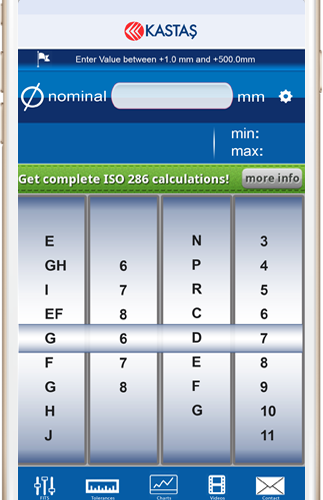 KASTAŞ
Enter Value between +1.0 mm and +500.0mm
nominal mm
min:
max:
Get complete ISO 286 calculations! more info
E N 3
GH 6 P 4
I 7 R 5
EF 8 C 6
G 6 D 7
F 7 E 8
G 8 F 9
H G 10
J 11
FITS Tolerances Charts Videos Contact